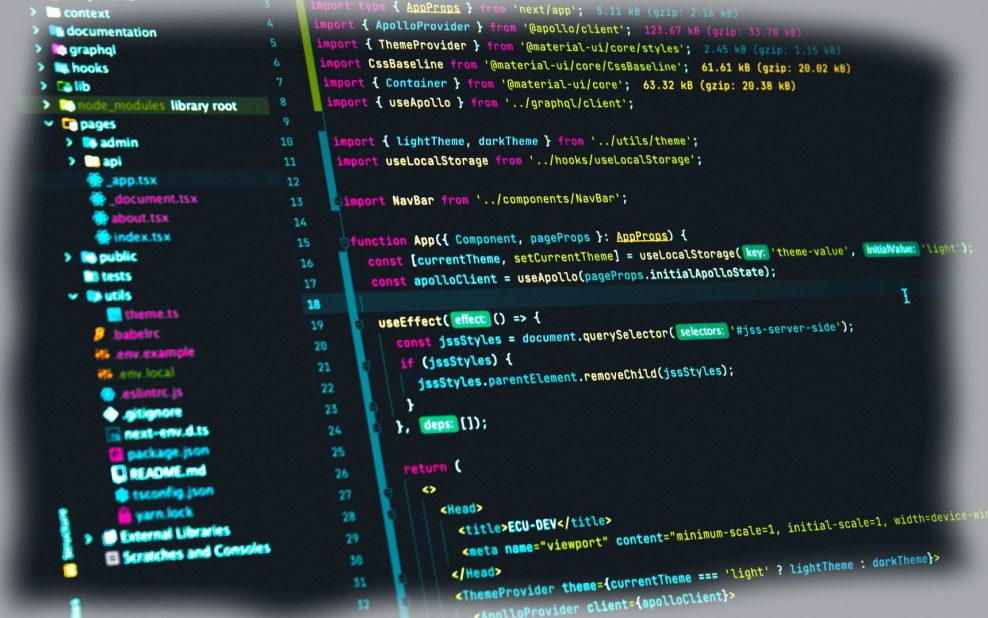 context
documentation
graphql
hooks
lib
node_modules library root
pages
admin
api
_app.tsx
_document.tsx
about.tsx
index.tsx
public
tests
utils
theme.ts
.babelrc
.env.example
.env.local
.eslintrc.js
.gitignore
next-env.d.ts
package.json
README.md
tsconfig.json
yarn.lock
External Libraries
Scratches and Consoles
Structure
3 import type { AppProps } from 'next/app'; 5.11 kB (gzip: 2.16 kB)
4 import { ApolloProvider } from '@apollo/client'; 123.67 kB (gzip: 33.78 kB)
5 import { ThemeProvider } from '@material-ui/core/styles'; 2.45 kB (gzip: 1.15 kB)
6 import CssBaseline from '@material-ui/core/CssBaseline'; 61.61 kB (gzip: 20.02 kB)
7 import { Container } from '@material-ui/core'; 63.32 kB (gzip: 20.38 kB)
8 import { useApollo } from '../graphql/client';
9
10 import { lightTheme, darkTheme } from '../utils/theme';
11 import useLocalStorage from '../hooks/useLocalStorage';
12
13 import NavBar from '../components/NavBar';
14
15 function App({ Component, pageProps }: AppProps) {
16 const [currentTheme, setCurrentTheme] = useLocalStorage( key: 'theme-value', initialValue: 'light');
17 const apolloClient = useApollo(pageProps.initialApolloState);
18
19 useEffect( effect: () => {
20 const jssStyles = document.querySelector( selectors: '#jss-server-side');
21 if (jssStyles) {
22 jssStyles.parentElement.removeChild(jssStyles);
23 }
24 }, deps: []);
25
26 return (
27 <>
28 <Head>
29 <title>ECU-DEV</title>
30 <meta name="viewport" content="minimum-scale=1, initial-scale=1, width=device-wid
31 </Head>
32 <ThemeProvider theme={currentTheme === 'light' ? lightTheme : darkTheme}>
<ApolloProvider client={apolloClient}>